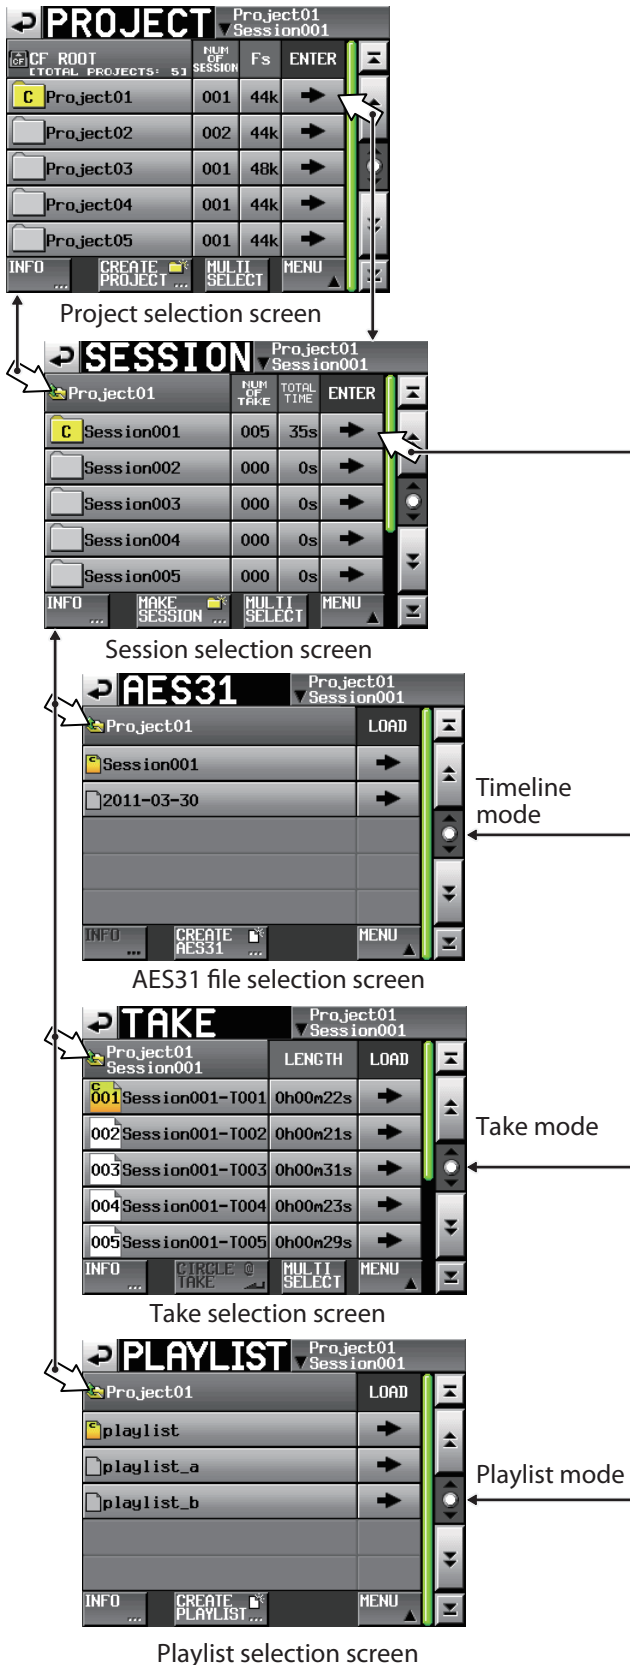 PROJECT Project01
Session001
CF CF ROOT NUM OF SESSION Fs ENTER
[TOTAL PROJECTS: 5]
C Project01 001 44k
Project02 002 44k
Project03 001 48k
Project04 001 44k
Project05 001 44k
INFO ... CREATE PROJECT ... MULTI SELECT MENU
Project selection screen
SESSION Project01
Session001
Project01 NUM OF TAKE TOTAL TIME ENTER
C Session001 005 35s
Session002 000 0s
Session003 000 0s
Session004 000 0s
Session005 000 0s
INFO ... MAKE SESSION ... MULTI SELECT MENU
Session selection screen
AES31 Project01
Session001
Project01 LOAD
C Session001
2011-03-30
INFO ... CREATE AES31 ... MENU
Timeline
mode
AES31 file selection screen
TAKE Project01
Session001
Project01 LENGTH LOAD
Session001
C 001 Session001-T001 0h00m22s
002 Session001-T002 0h00m21s
003 Session001-T003 0h00m31s
004 Session001-T004 0h00m23s
005 Session001-T005 0h00m29s
INFO ... CIRCLE @ TAKE MULTI SELECT MENU
Take mode
Take selection screen
PLAYLIST Project01
Session001
Project01 LOAD
C playlist
playlist_a
playlist_b
INFO ... CREATE PLAYLIST... MENU
Playlist mode
Playlist selection screen